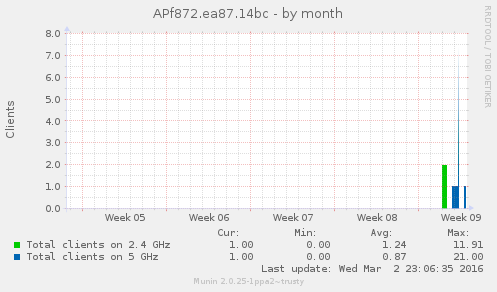 APf872.ea87.14bc - by month
RRDTOOL / TOBI OETIKER
Clients
8.0
7.0
6.0
5.0
4.0
3.0
2.0
1.0
0.0
Week 05 Week 06 Week 07 Week 08 Week 09
Cur: Min: Avg: Max:
Total clients on 2.4 GHz 1.00 0.00 1.24 11.91
Total clients on 5 GHz 1.00 0.00 0.87 21.00
Last update: Wed Mar 2 23:06:35 2016
Munin 2.0.25-1ppa2~trusty